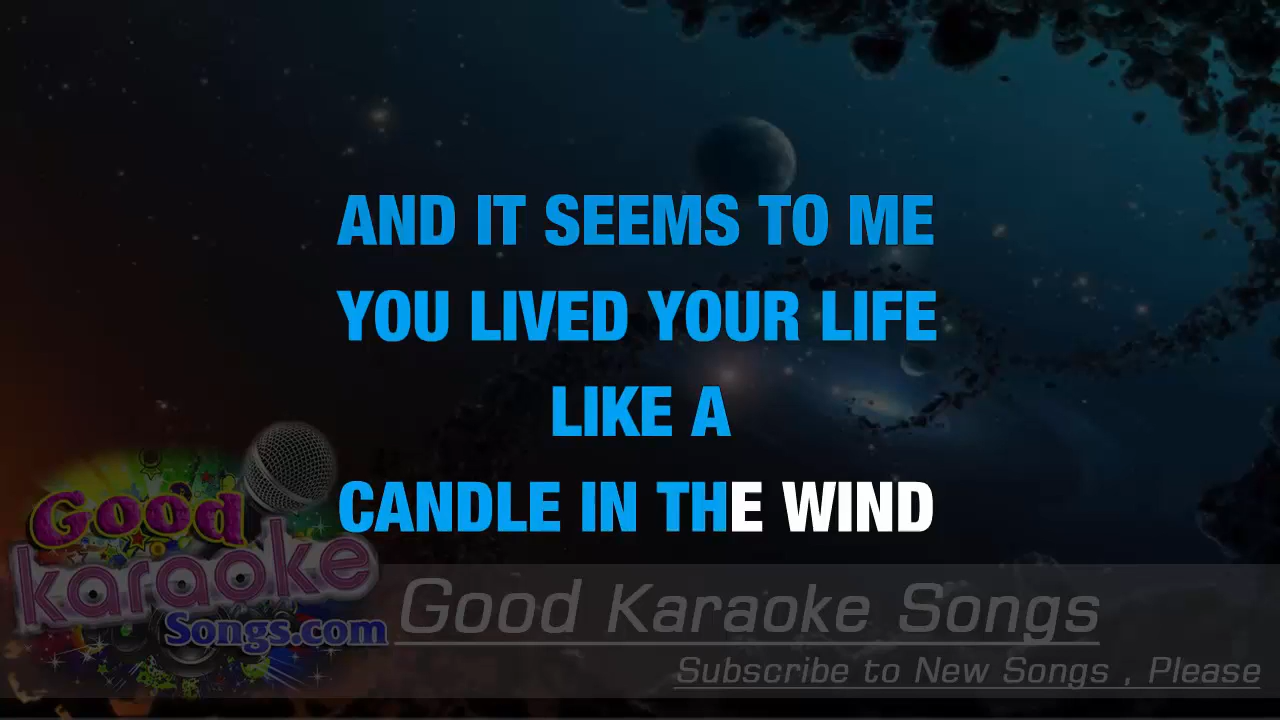 AND IT SEEMS TO ME
YOU LIVED YOUR LIFE
LIKE A
CANDLE IN THE WIND
Good
karaoke
Songs.com
Good Karaoke Songs
Subscribe to New Songs , Please